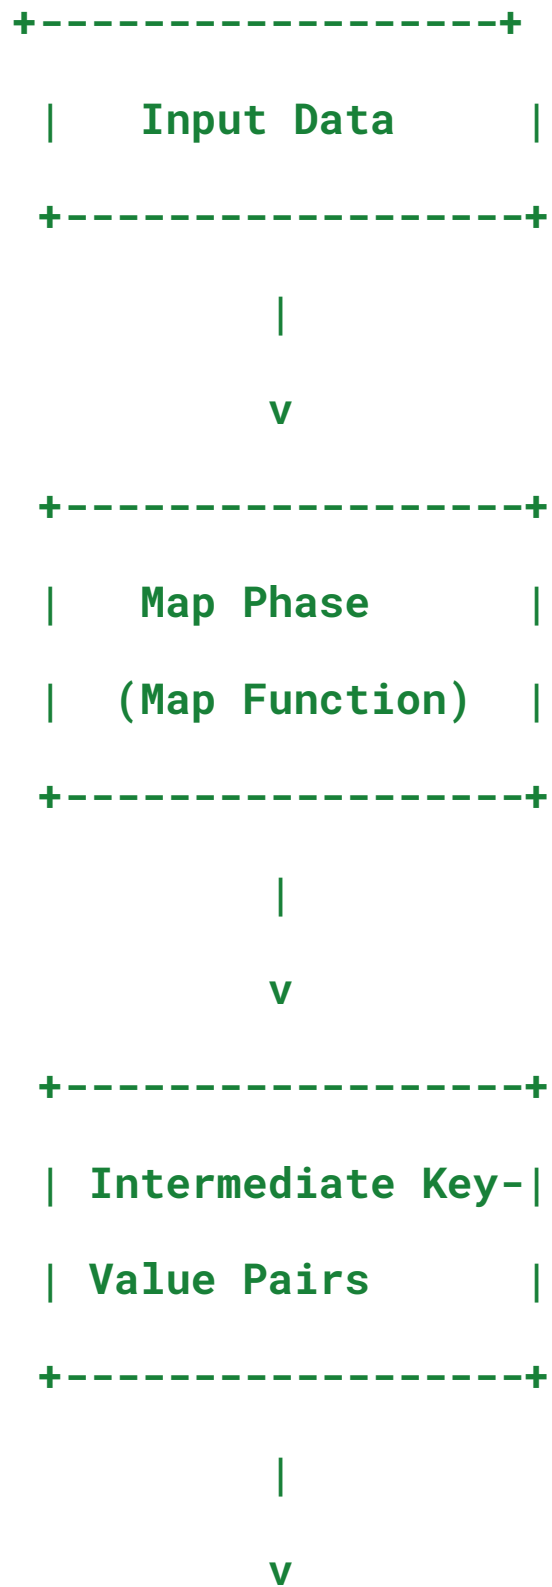 +------------------+
|   Input Data     |
+------------------+
|
v
+------------------+
|   Map Phase      |
|  (Map Function)  |
+------------------+
|
v
+------------------+
| Intermediate Key-|
| Value Pairs      |
+------------------+
|
v